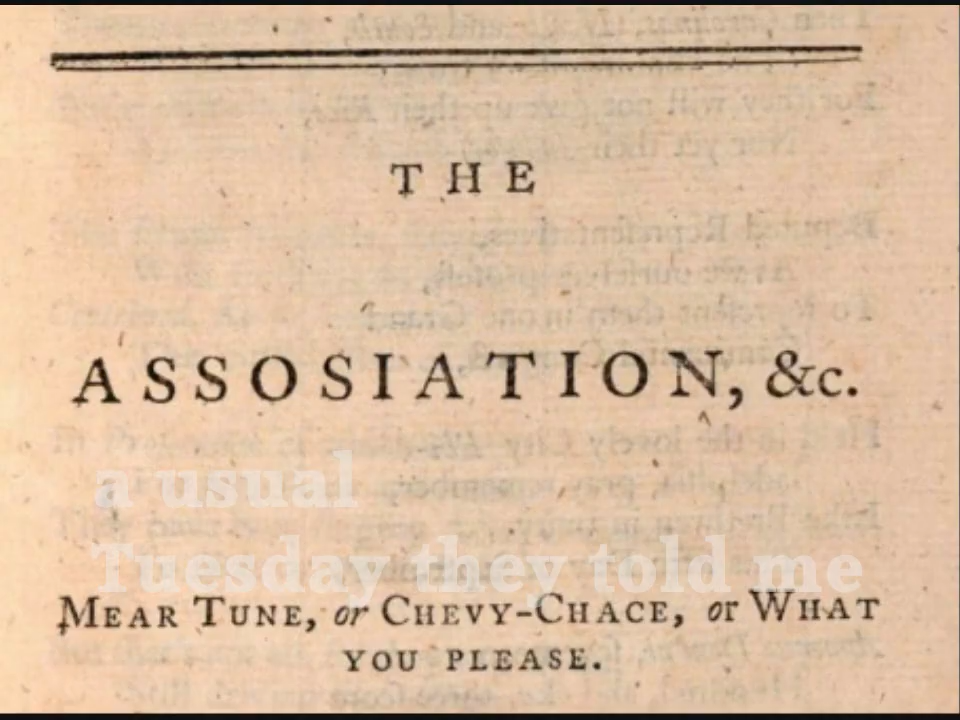 THE
ASSOSIATION, &c.
a usual
Tuesday they told me
MEAR TUNE, or CHEVY-CHACE, or WHAT
YOU PLEASE.